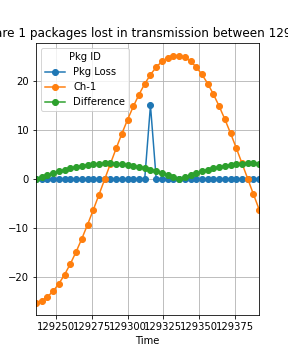 are 1 packages lost in transmission between 129
Pkg ID
Pkg Loss
Ch-1
Difference
20
10
0
−10
−20
129250 129275 129300 129325 129350 129375
Time